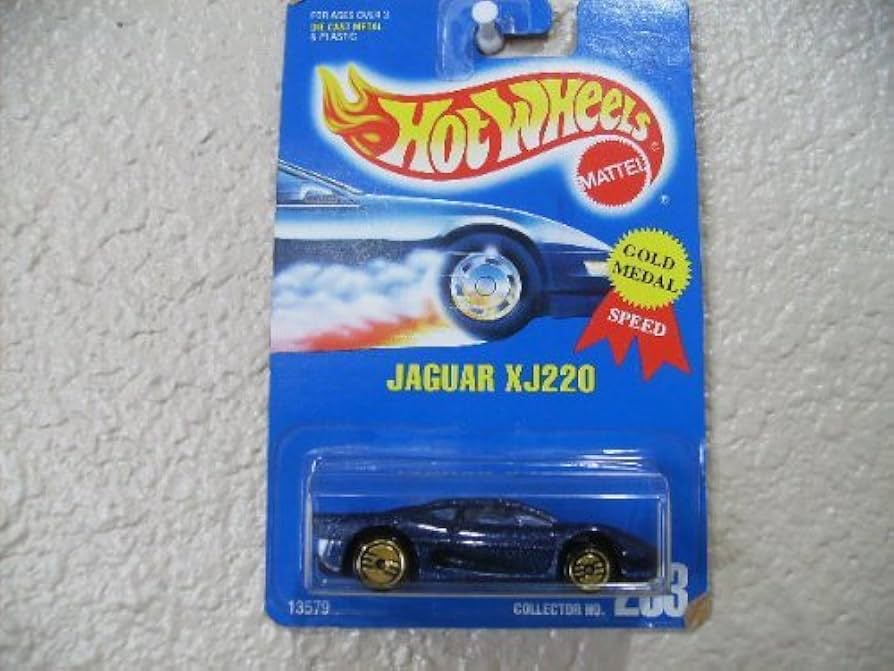 FOR AGES OVER 3
DIE CAST METAL
& PLASTIC
HOT WHEELS
®
MATTEL
®
GOLD
MEDAL
SPEED
JAGUAR XJ220
13579
COLLECTOR NO.